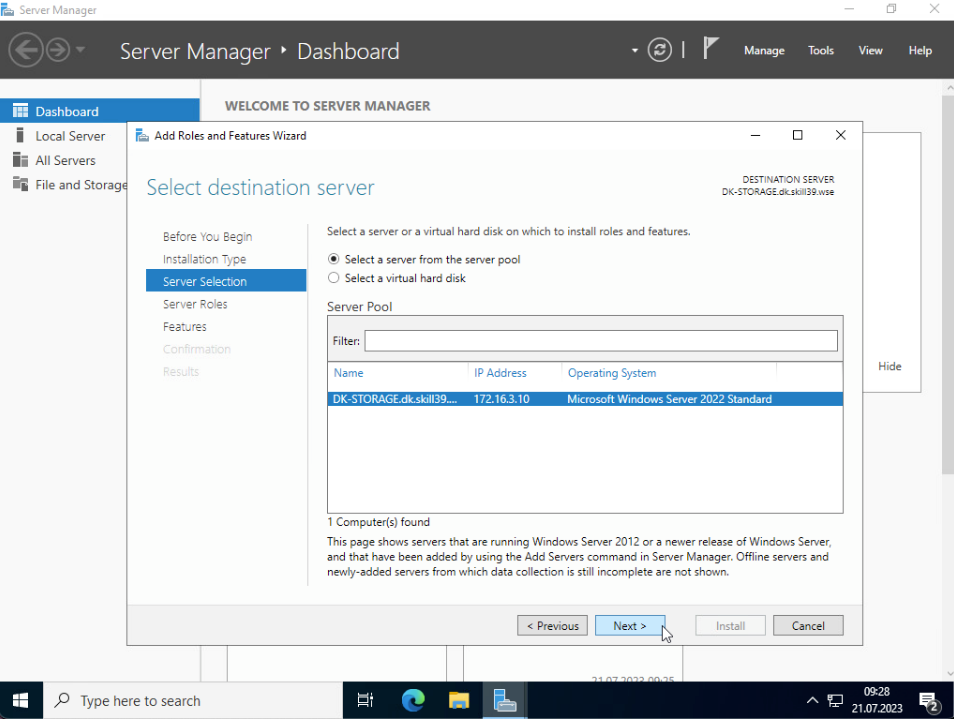 Server Manager
Server Manager • Dashboard
Manage Tools View Help
Dashboard
Local Server
All Servers
File and Storage
WELCOME TO SERVER MANAGER
Hide
Add Roles and Features Wizard
Select destination server
DESTINATION SERVER
DK-STORAGE.dk.skill39.wse
Before You Begin
Installation Type
Server Selection
Server Roles
Features
Confirmation
Results
Select a server or a virtual hard disk on which to install roles and features.
Select a server from the server pool
Select a virtual hard disk
Server Pool
Filter:
Name IP Address Operating System
DK-STORAGE.dk.skill39.... 172.16.3.10 Microsoft Windows Server 2022 Standard
1 Computer(s) found
This page shows servers that are running Windows Server 2012 or a newer release of Windows Server,
and that have been added by using the Add Servers command in Server Manager. Offline servers and
newly-added servers from which data collection is still incomplete are not shown.
< Previous Next > Install Cancel
21.07.2023 09:25
Type here to search
09:28
21.07.2023
2